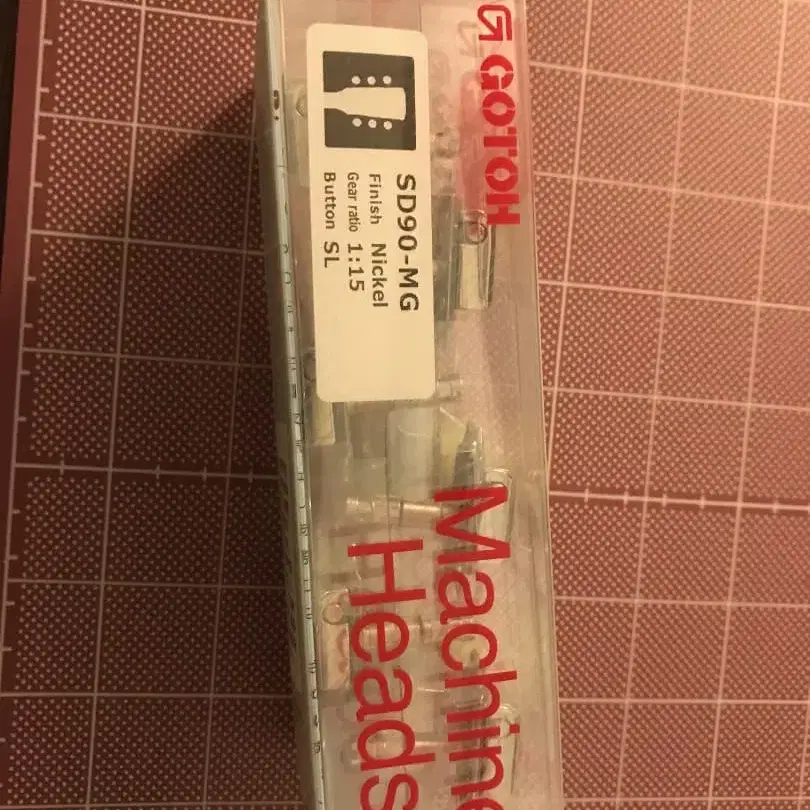 GOTOH
SD90-MG
Finish Nickel
Gear ratio 1:15
Button SL
Machine
Heads